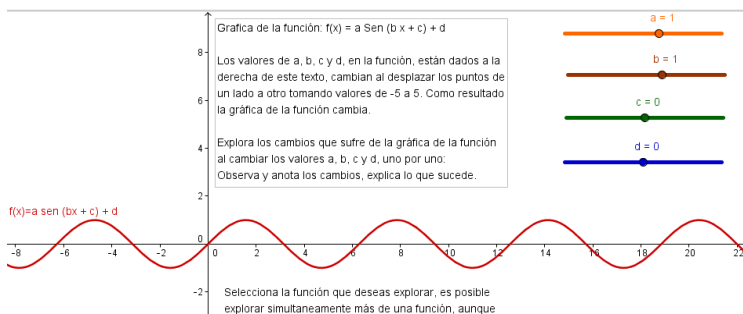 Grafica de la función: f(x) = a Sen (b x + c) + d
Los valores de a, b, c y d, en la función, están dados a la
derecha de este texto, cambian al desplazar los puntos de
un lado a otro tomando valores de -5 a 5. Como resultado
la gráfica de la función cambia.
Explora los cambios que sufre de la gráfica de la función
al cambiar los valores a, b, c y d, uno por uno:
Observa y anota los cambios, explica lo que sucede.
a = 1
b = 1
c = 0
d = 0
8
6
4
2
0
-2
f(x)=a sen (bx + c) + d
-8 -6 -4 -2 0 2 4 6 8 10 12 14 16 18 20 22
Selecciona la función que deseas explorar, es posible
explorar simultaneamente más de una función, aunque